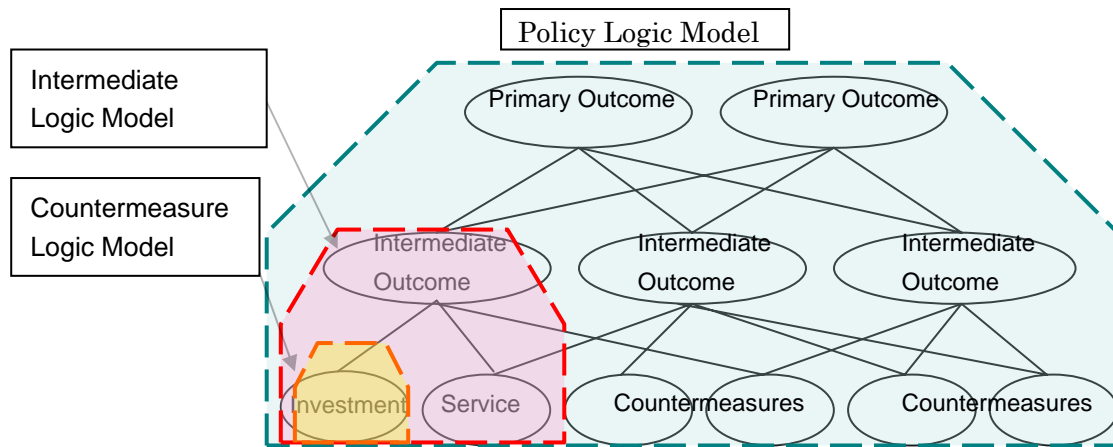 Policy Logic Model
Intermediate
Logic Model
Countermeasure
Logic Model
Primary Outcome
Primary Outcome
Intermediate
Outcome
Intermediate
Outcome
Intermediate
Outcome
Investment
Service
Countermeasures
Countermeasures